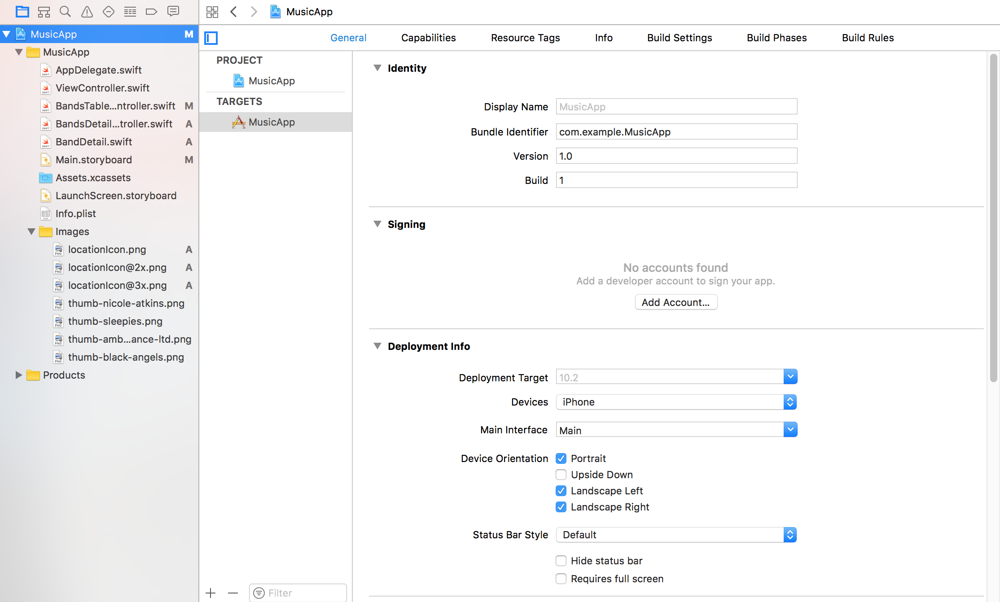 MusicApp
MusicApp M
General Capabilities Resource Tags Info Build Settings Build Phases Build Rules
MusicApp
AppDelegate.swift
ViewController.swift
BandsTable...ntroller.swift M
BandsDetail...troller.swift A
BandDetail.swift A
Main.storyboard M
Assets.xcassets
LaunchScreen.storyboard
Info.plist
Images
locationIcon.png A
locationIcon@2x.png A
locationIcon@3x.png A
thumb-nicole-atkins.png
thumb-sleepies.png
thumb-amb...ance-ltd.png
thumb-black-angels.png
Products
PROJECT
MusicApp
TARGETS
MusicApp
Filter
Identity
Display Name MusicApp
Bundle Identifier com.example.MusicApp
Version 1.0
Build 1
Signing
No accounts found
Add a developer account to sign your app.
Add Account...
Deployment Info
Deployment Target 10.2
Devices iPhone
Main Interface Main
Device Orientation Portrait
Upside Down
Landscape Left
Landscape Right
Status Bar Style Default
Hide status bar
Requires full screen